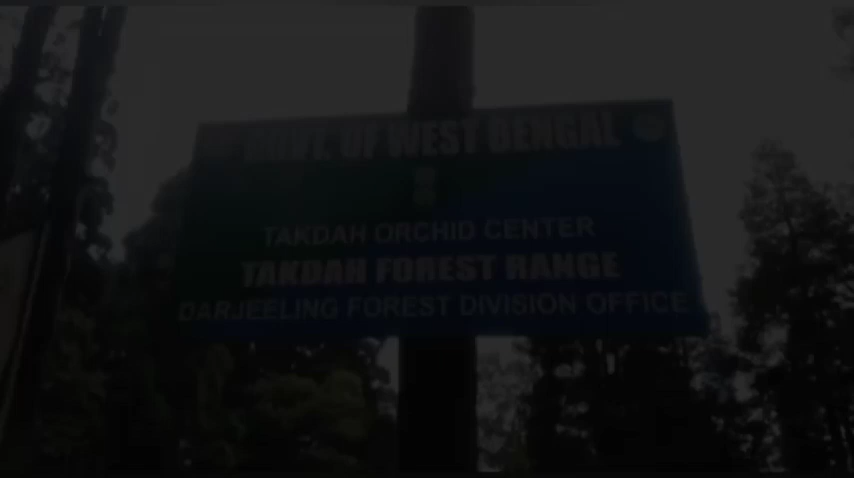 GOVT. OF WEST BENGAL
TAKDAH ORCHID CENTER
TAKDAH FOREST RANGE
DARJEELING FOREST DIVISION OFFICE